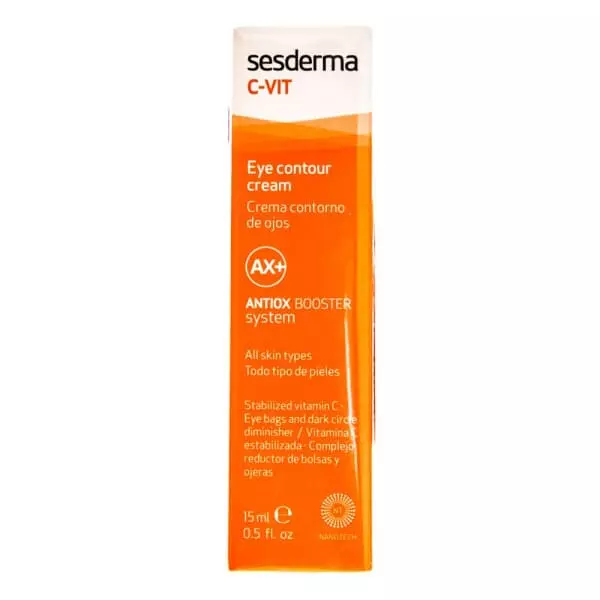 sesderma
C-VIT
Eye contour
cream
Crema contorno
de ojos
AX+
ANTIOX BOOSTER
system
All skin types
Todo tipo de pieles
Stabilized vitamin C ·
Eye bags and dark circle
diminisher / Vitamina C
estabilizada · Complejo
reductor de bolsas y
ojeras
15 ml e
0.5 fl. oz
NT
NANOTECH